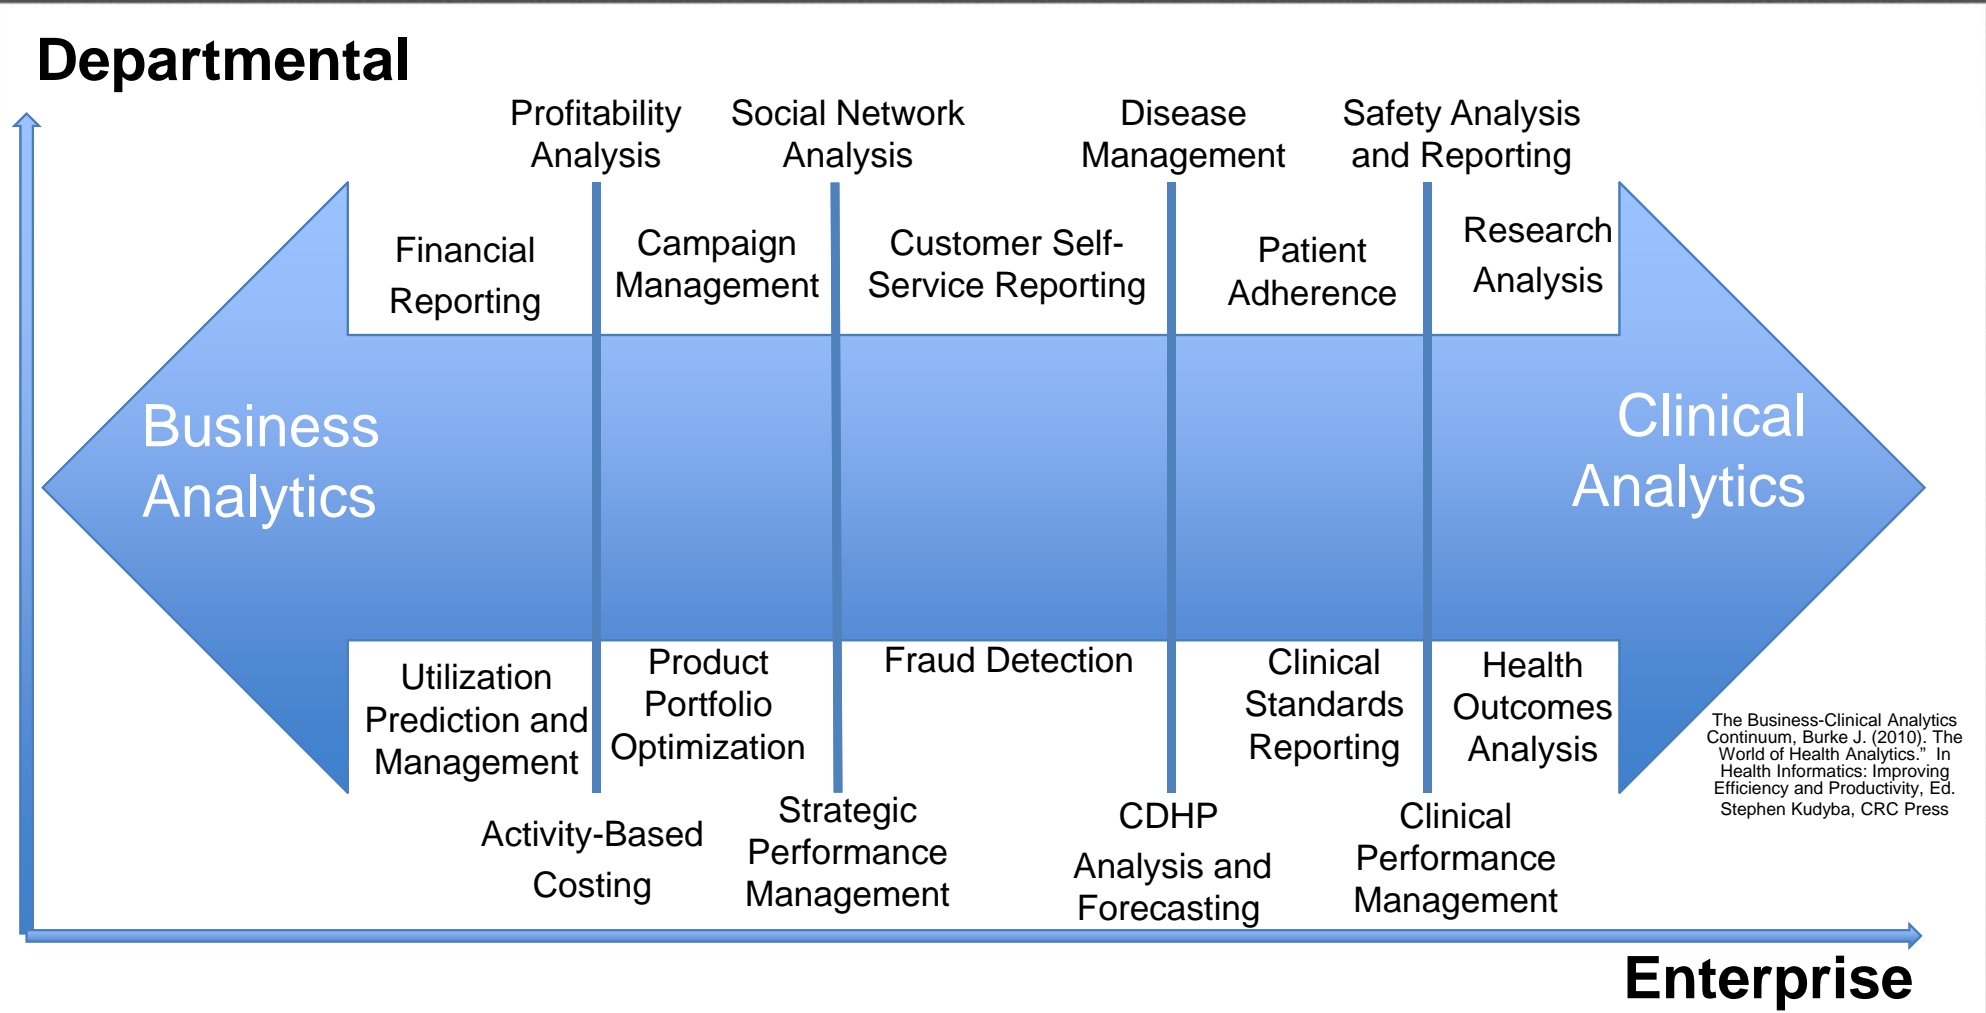 Departmental
Profitability
Analysis
Social Network
Analysis
Disease
Management
Safety Analysis
and Reporting
Financial
Reporting
Campaign
Management
Customer Self-
Service Reporting
Patient
Adherence
Research
Analysis
Business
Analytics
Clinical
Analytics
Utilization
Prediction and
Management
Product
Portfolio
Optimization
Fraud Detection
Clinical
Standards
Reporting
Health
Outcomes
Analysis
The Business-Clinical Analytics
Continuum, Burke J. (2010). The
World of Health Analytics.” In
Health Informatics: Improving
Efficiency and Productivity, Ed.
Stephen Kudyba, CRC Press
Activity-Based
Costing
Strategic
Performance
Management
CDHP
Analysis and
Forecasting
Clinical
Performance
Management
Enterprise